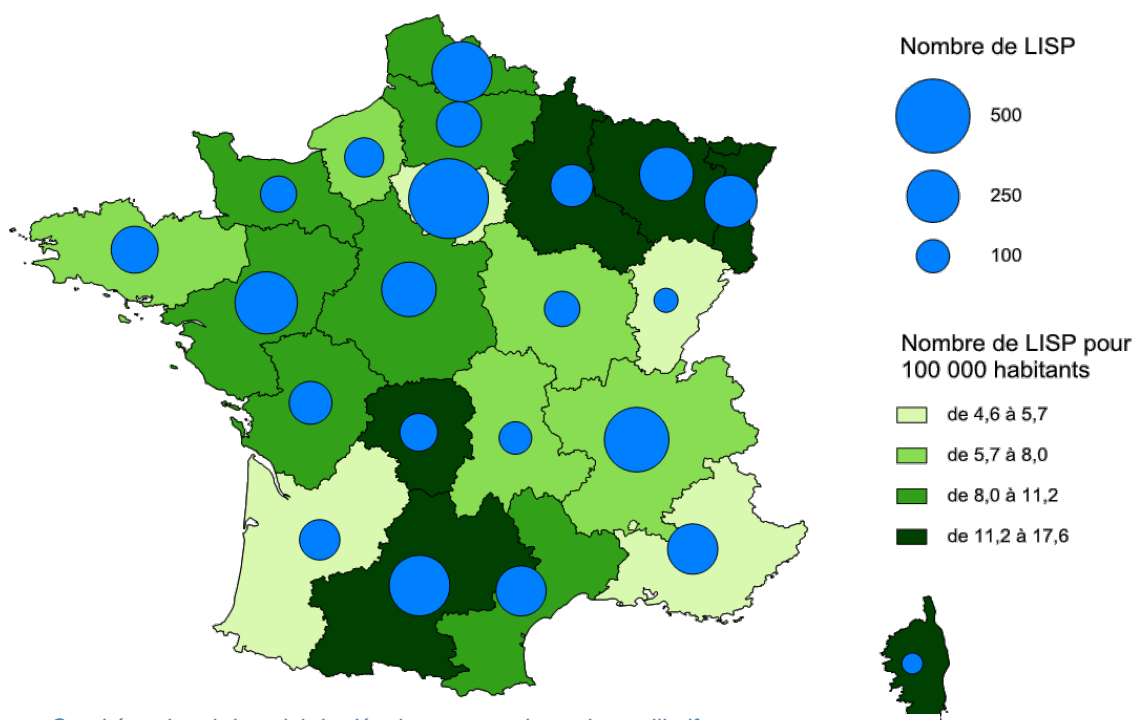 Nombre de LISP
500
250
100
Nombre de LISP pour
100 000 habitants
de 4,6 à 5,7
de 5,7 à 8,0
de 8,0 à 11,2
de 11,2 à 17,6